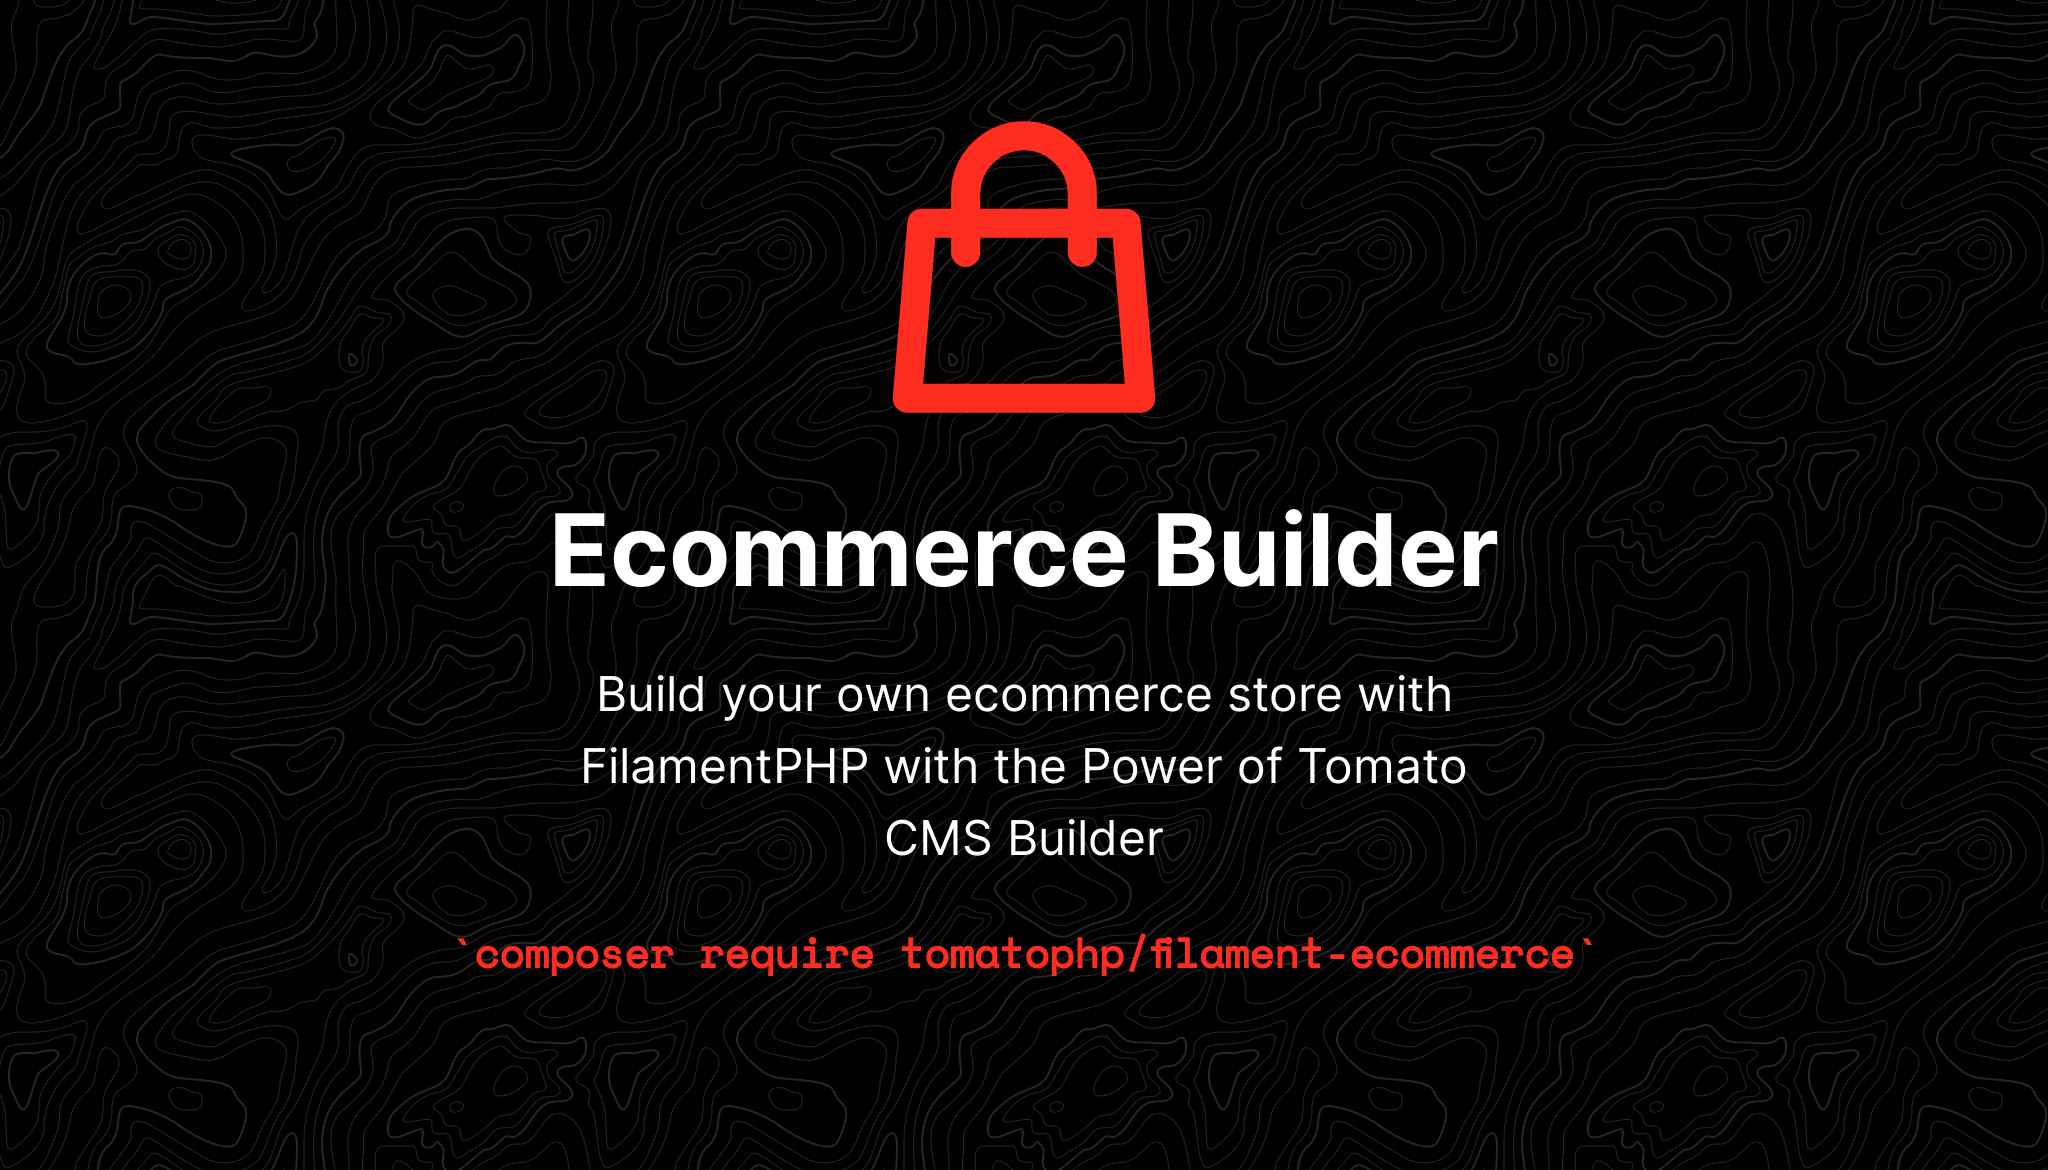 Ecommerce Builder
Build your own ecommerce store with
FilamentPHP with the Power of Tomato
CMS Builder
`composer require tomatophp/filament-ecommerce`